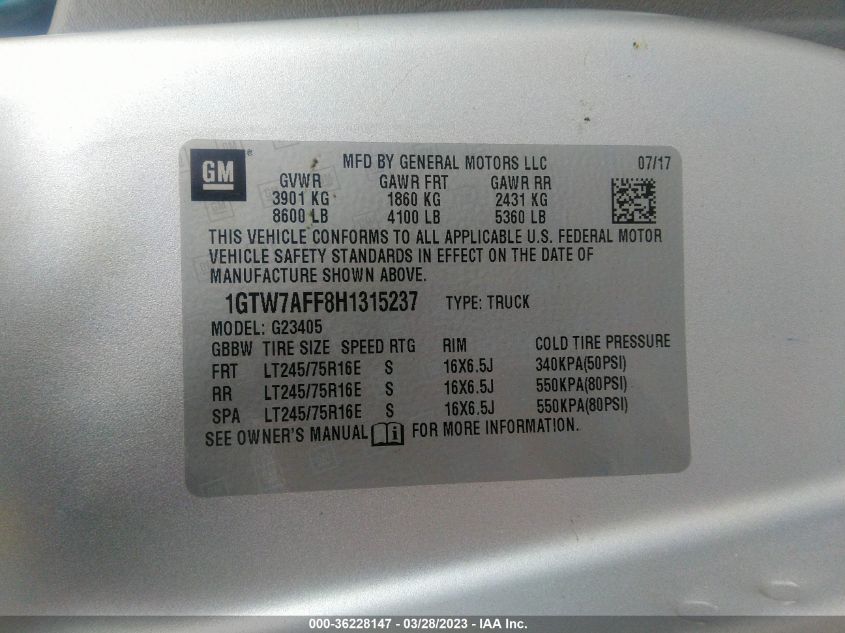 GM ® MFD BY GENERAL MOTORS LLC 07/17
GVWR GAWR FRT GAWR RR
3901 KG 1860 KG 2431 KG
8600 LB 4100 LB 5360 LB
THIS VEHICLE CONFORMS TO ALL APPLICABLE U.S. FEDERAL MOTOR
VEHICLE SAFETY STANDARDS IN EFFECT ON THE DATE OF
MANUFACTURE SHOWN ABOVE.
1GTW7AFF8H1315237 TYPE: TRUCK
MODEL: G23405
GBBW TIRE SIZE SPEED RTG RIM COLD TIRE PRESSURE
FRT LT245/75R16E S 16X6.5J 340KPA(50PSI)
RR LT245/75R16E S 16X6.5J 550KPA(80PSI)
SPA LT245/75R16E S 16X6.5J 550KPA(80PSI)
SEE OWNER'S MANUAL i FOR MORE INFORMATION.
000-36228147 — 03/28/2023 — IAA Inc.